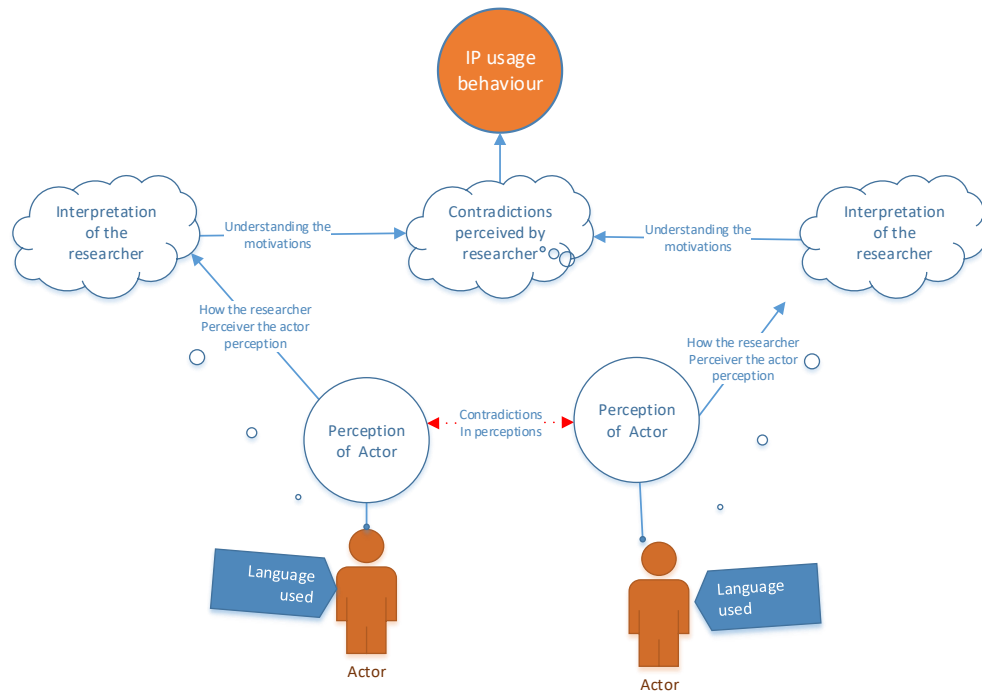 IP usage
behaviour
Interpretation
of the
researcher
Understanding the
motivations
Contradictions
perceived by
researcher
Understanding the
motivations
Interpretation
of the
researcher
How the researcher
Perceiver the actor
perception
How the researcher
Perceiver the actor
perception
Perception
of Actor
Contradictions
In perceptions
Perception
of Actor
Language
used
Language
used
Actor
Actor